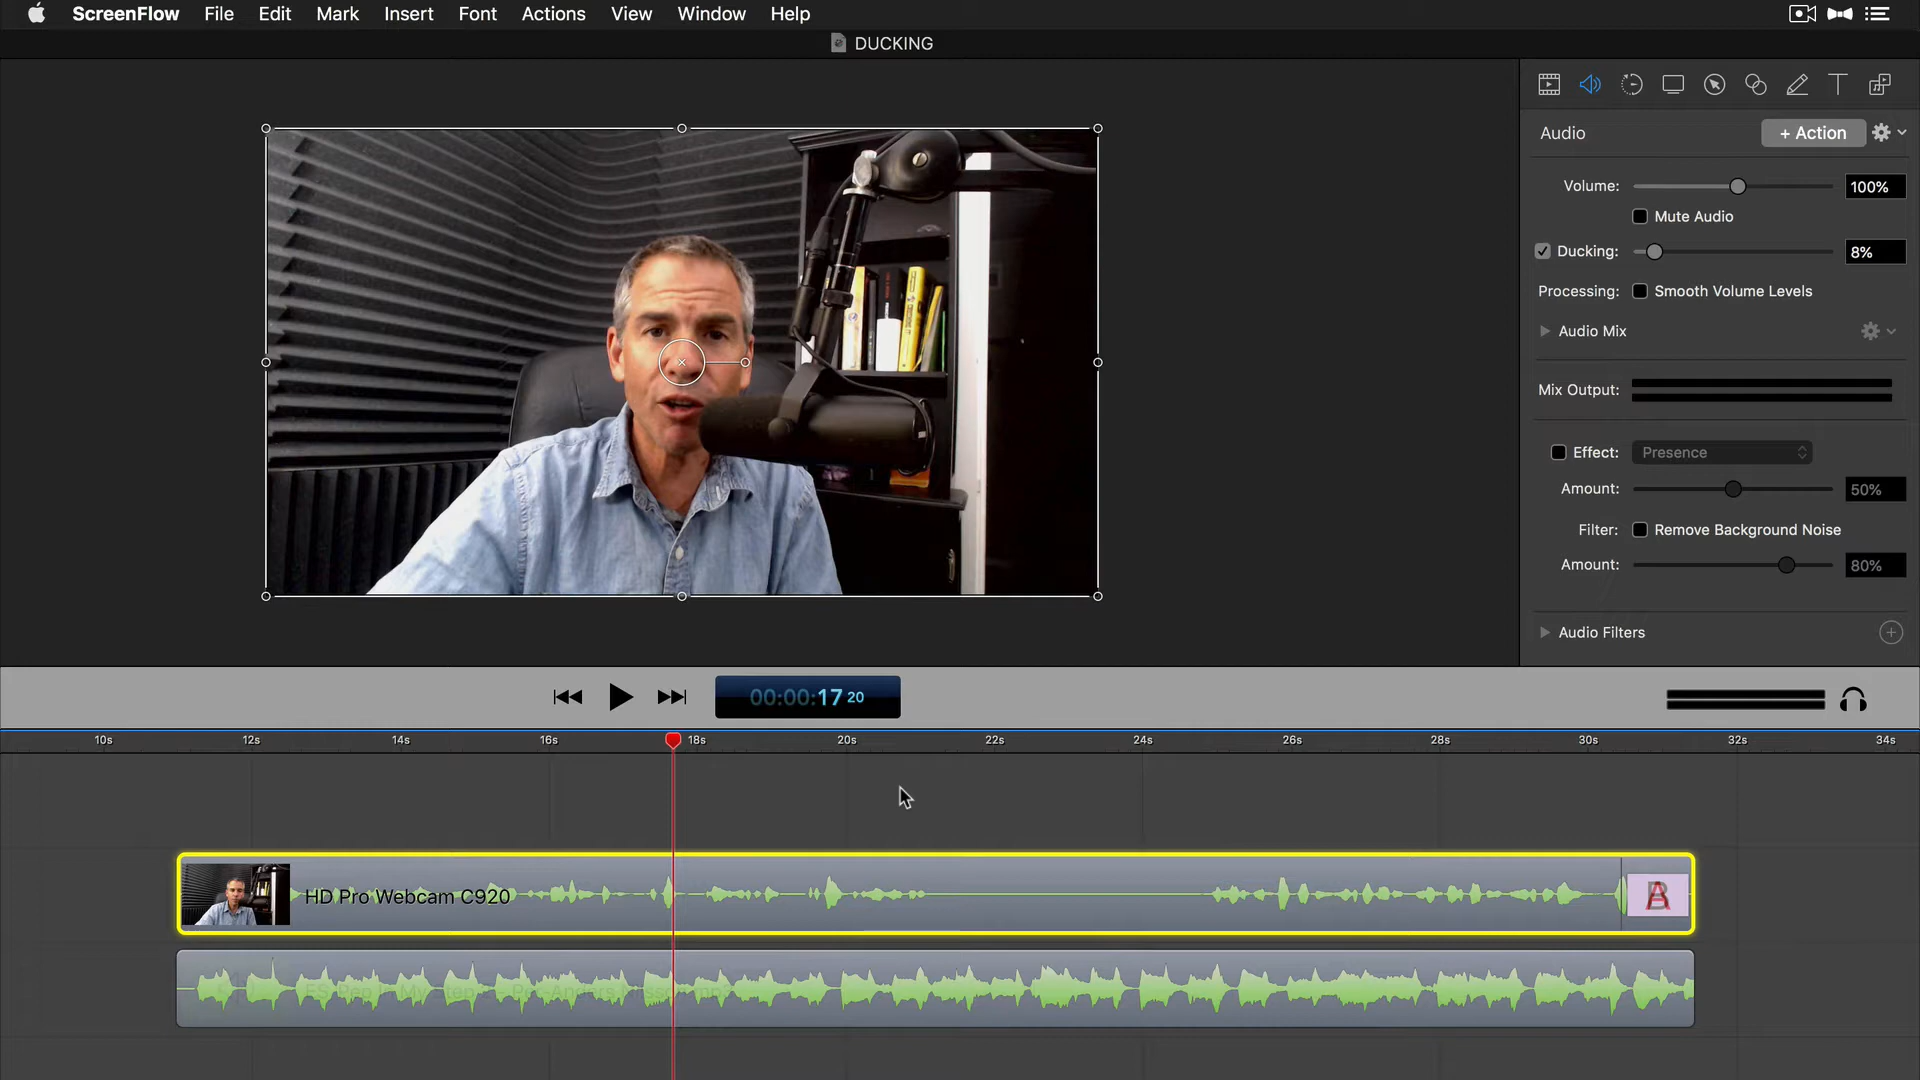 ScreenFlow File Edit Mark Insert Font Actions View Window Help
DUCKING
Audio + Action
Volume: 100%
Mute Audio
Ducking: 8%
Processing: Smooth Volume Levels
Audio Mix
Mix Output:
Effect: Presence
Amount: 50%
Filter: Remove Background Noise
Amount: 80%
Audio Filters
00:00:17 20
10s 12s 14s 16s 18s 20s 22s 24s 26s 28s 30s 32s 34s
HD Pro Webcam C920